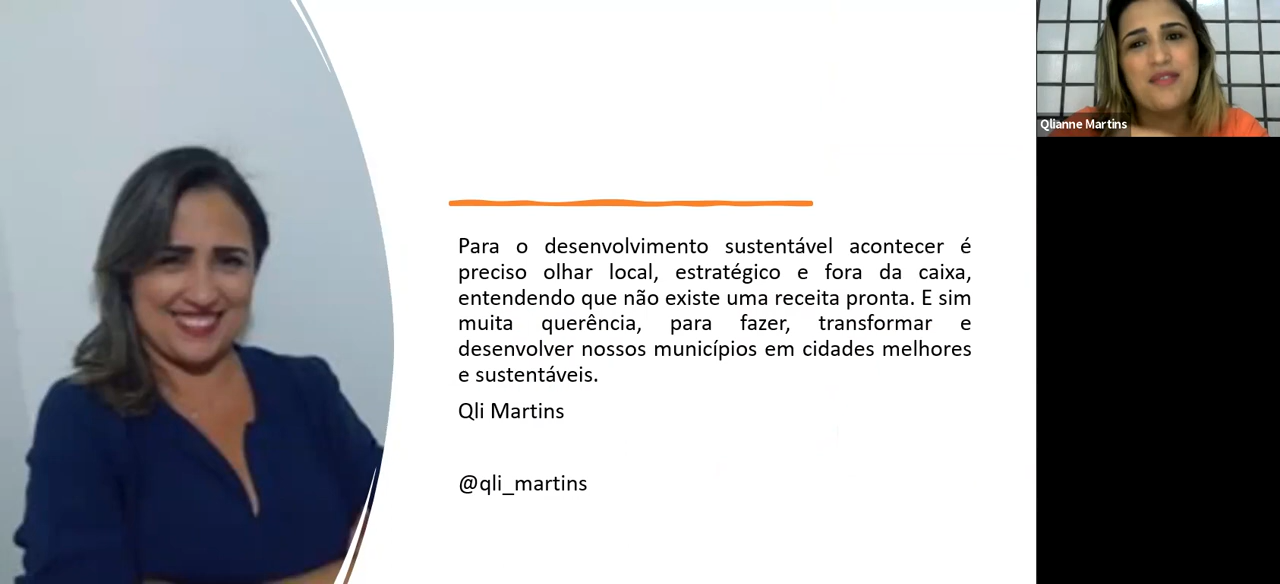 Para o desenvolvimento sustentável acontecer é
preciso olhar local, estratégico e fora da caixa,
entendendo que não existe uma receita pronta. E sim
muita querência, para fazer, transformar e
desenvolver nossos municípios em cidades melhores
e sustentáveis.
Qli Martins
@qli_martins
Qlianne Martins